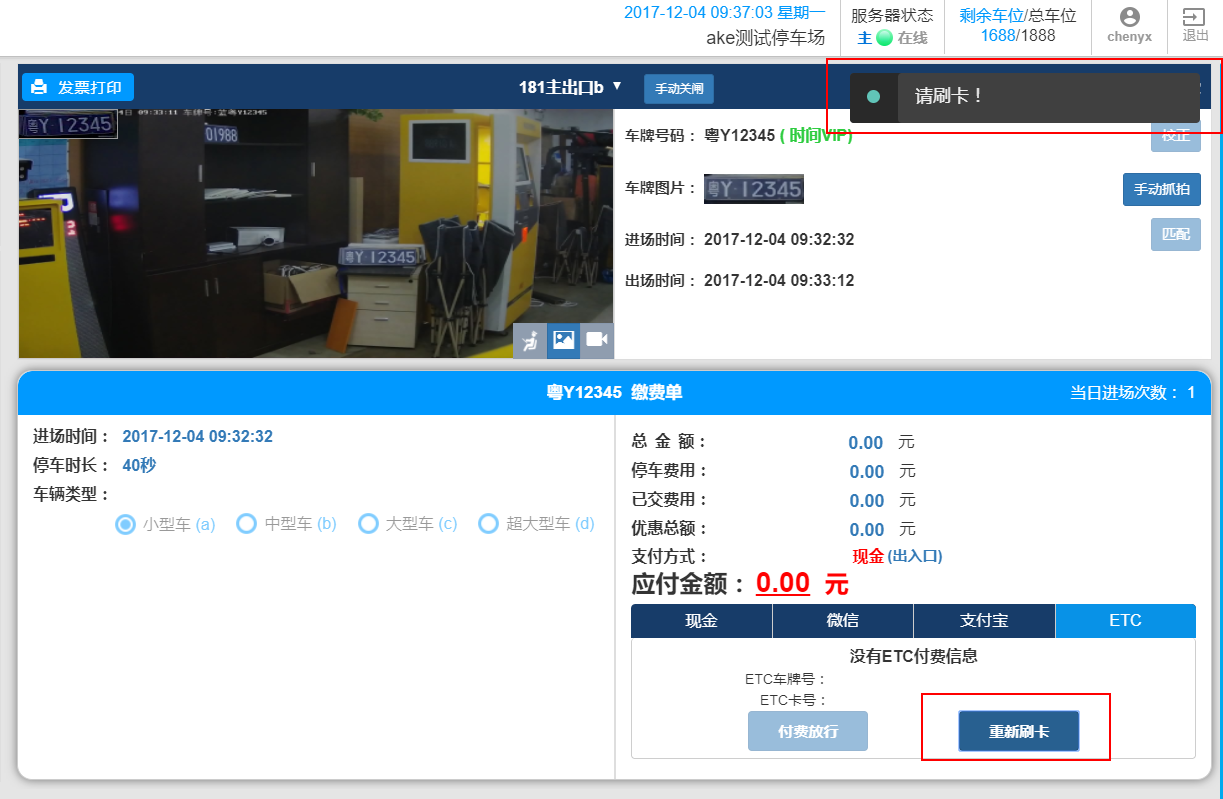 2017-12-04 09:37:03 星期一
ake测试停车场
服务器状态
主 在线
剩余车位/总车位
1688/1888
chenyx
退出
发票打印
181主出口b ▼
手动关闸
请刷卡！
粤Y·12345
4日 09:33:11 车牌号:粤Y12345
01988
粤Y·12345
车牌号码： 粤Y12345 ( 时间VIP)
校正
车牌图片： 粤Y·12345
手动抓拍
进场时间： 2017-12-04 09:32:32
匹配
出场时间： 2017-12-04 09:33:12
粤Y12345 缴费单
当日进场次数： 1
进场时间： 2017-12-04 09:32:32
停车时长： 40秒
车辆类型：
小型车 (a) 中型车 (b) 大型车 (c) 超大型车 (d)
总 金 额： 0.00 元
停车费用： 0.00 元
已交费用： 0.00 元
优惠总额： 0.00 元
支付方式： 现金 (出入口)
应付金额： 0.00 元
现金 微信 支付宝 ETC
没有ETC付费信息
ETC车牌号：
ETC卡号：
付费放行 重新刷卡